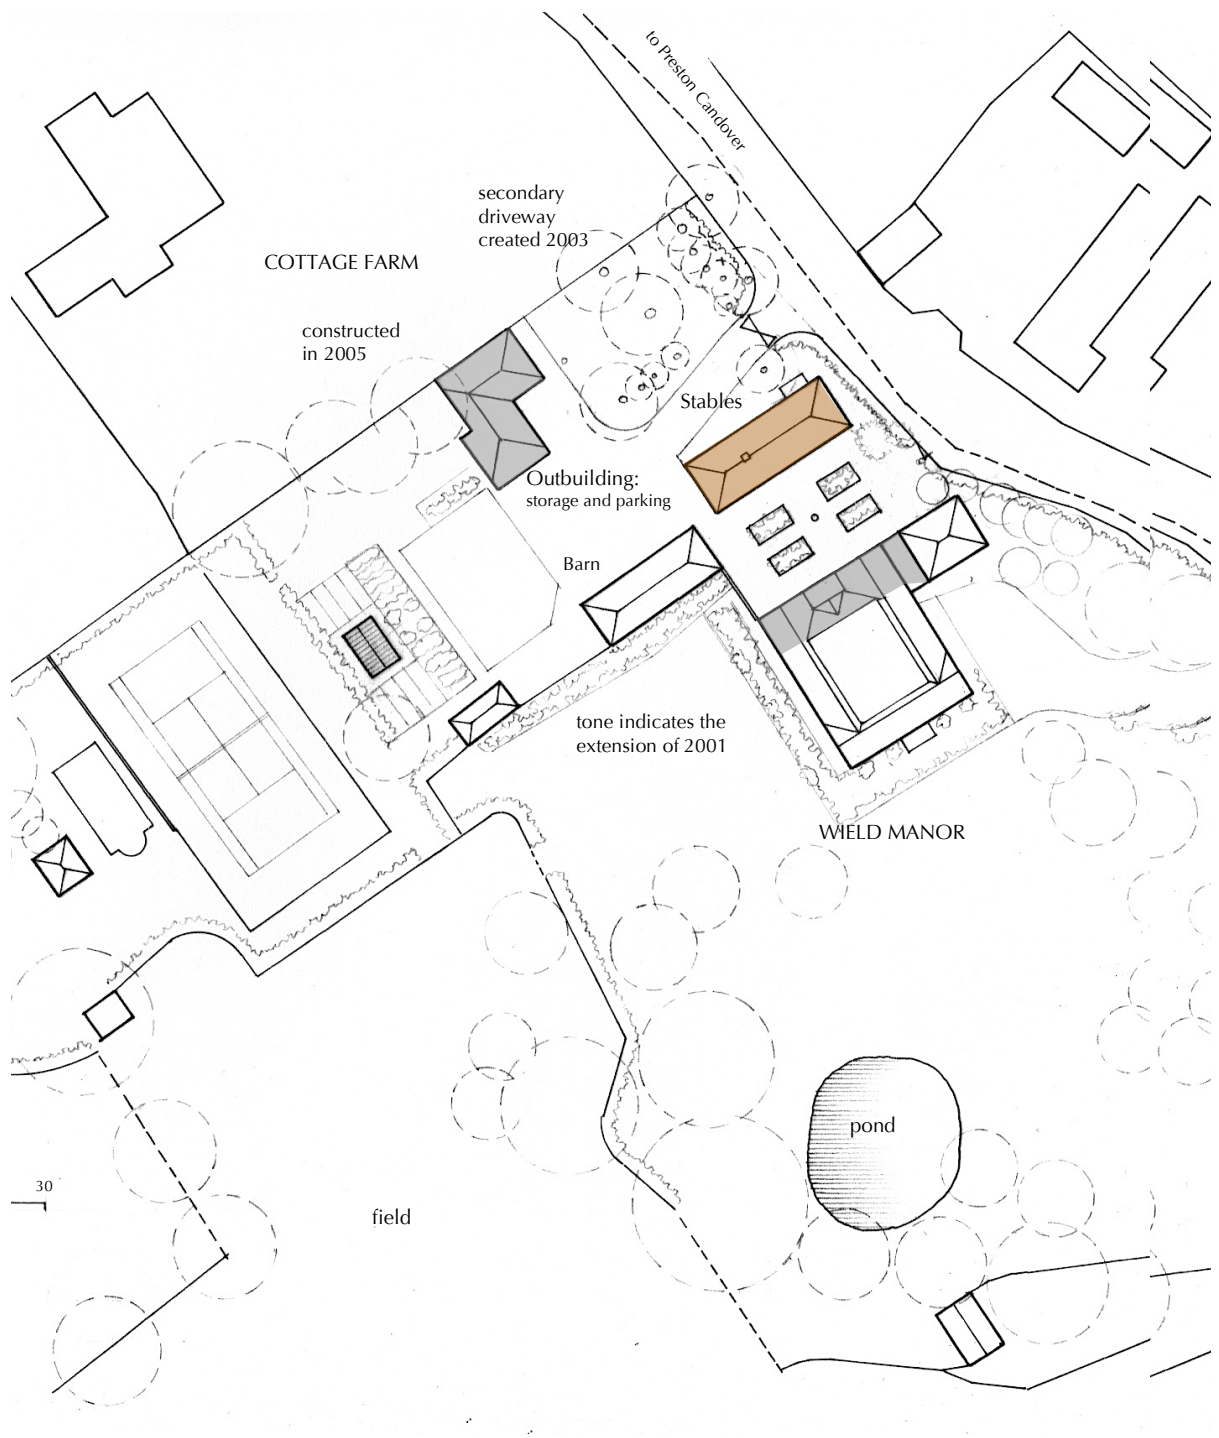 to Preston Candover
secondary
driveway
created 2003
COTTAGE FARM
constructed
in 2005
Stables
Outbuilding:
storage and parking
Barn
tone indicates the
extension of 2001
WIELD MANOR
pond
30
field